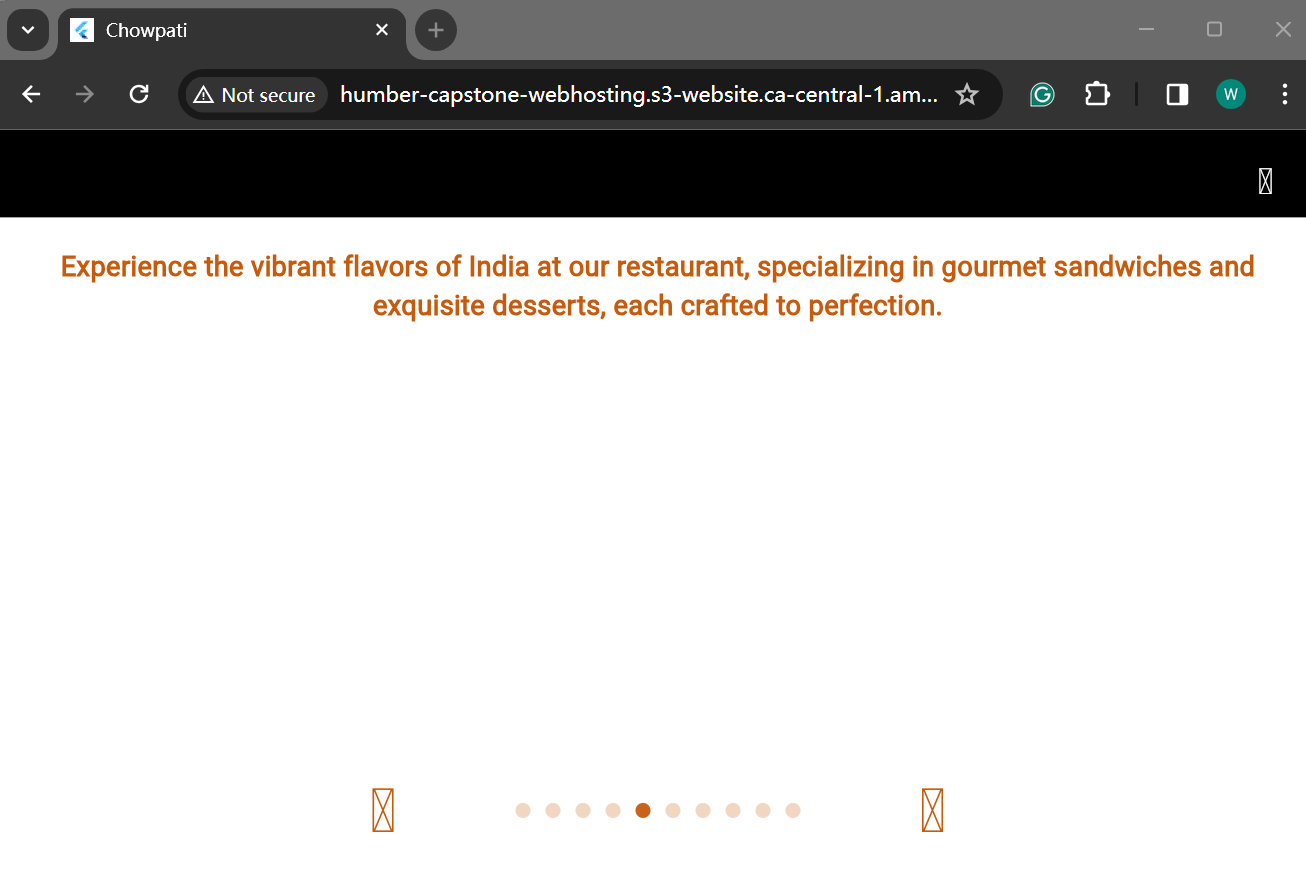 Chowpati
Not secure
humber-capstone-webhosting.s3-website.ca-central-1.am...
W
Experience the vibrant flavors of India at our restaurant, specializing in gourmet sandwiches and
exquisite desserts, each crafted to perfection.